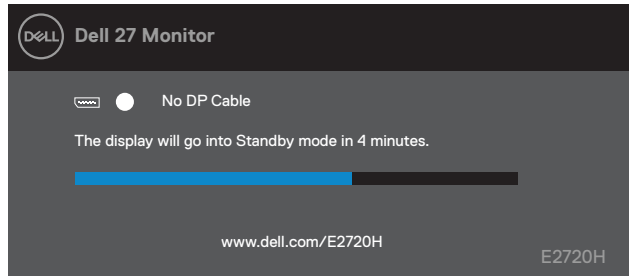 DELL
Dell 27 Monitor
No DP Cable
The display will go into Standby mode in 4 minutes.
www.dell.com/E2720H
E2720H